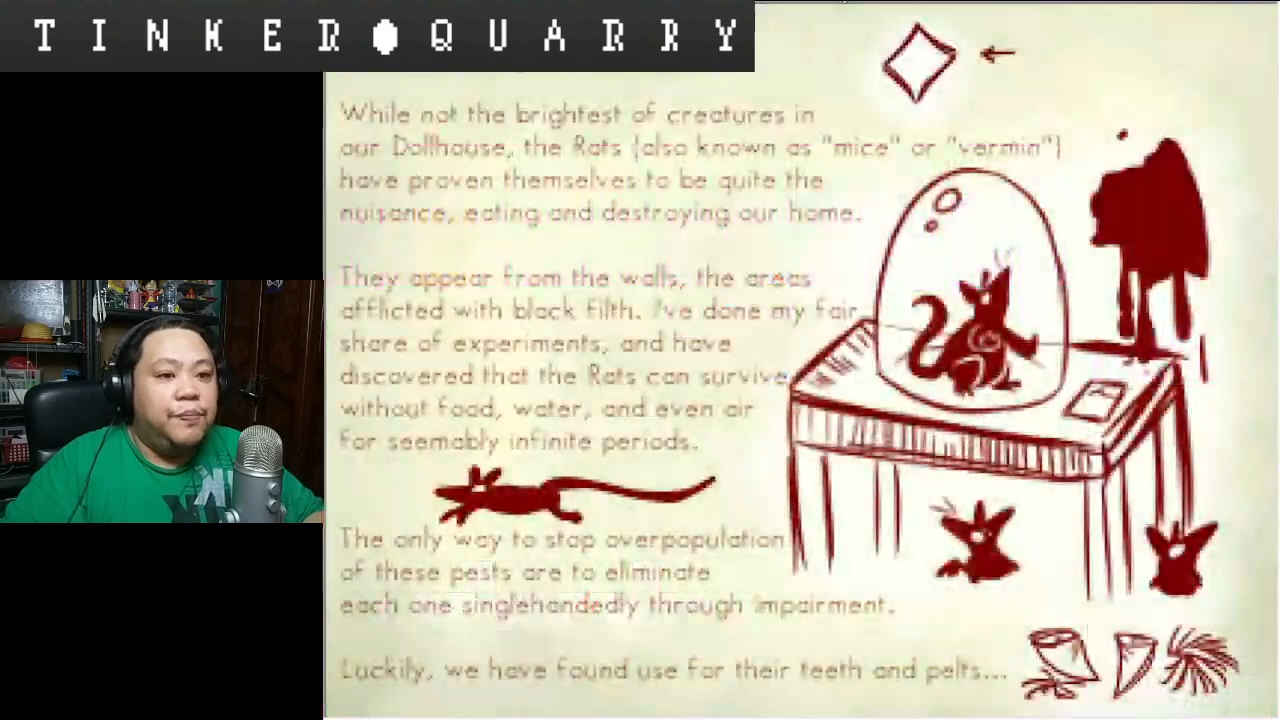 TINKER QUARRY
While not the brightest of creatures in
our Dollhouse, the Rats (also known as "mice" or "vermin")
have proven themselves to be quite the
nuisance, eating and destroying our home.
They appear from the walls, the areas
afflicted with black filth. I've done my fair
share of experiments, and have
discovered that the Rats can survive
without food, water, and even air
for seemably infinite periods.
The only way to stop overpopulation
of these pests are to eliminate
each one singlehandedly through Impairment.
Luckily, we have found use for their teeth and pelts...